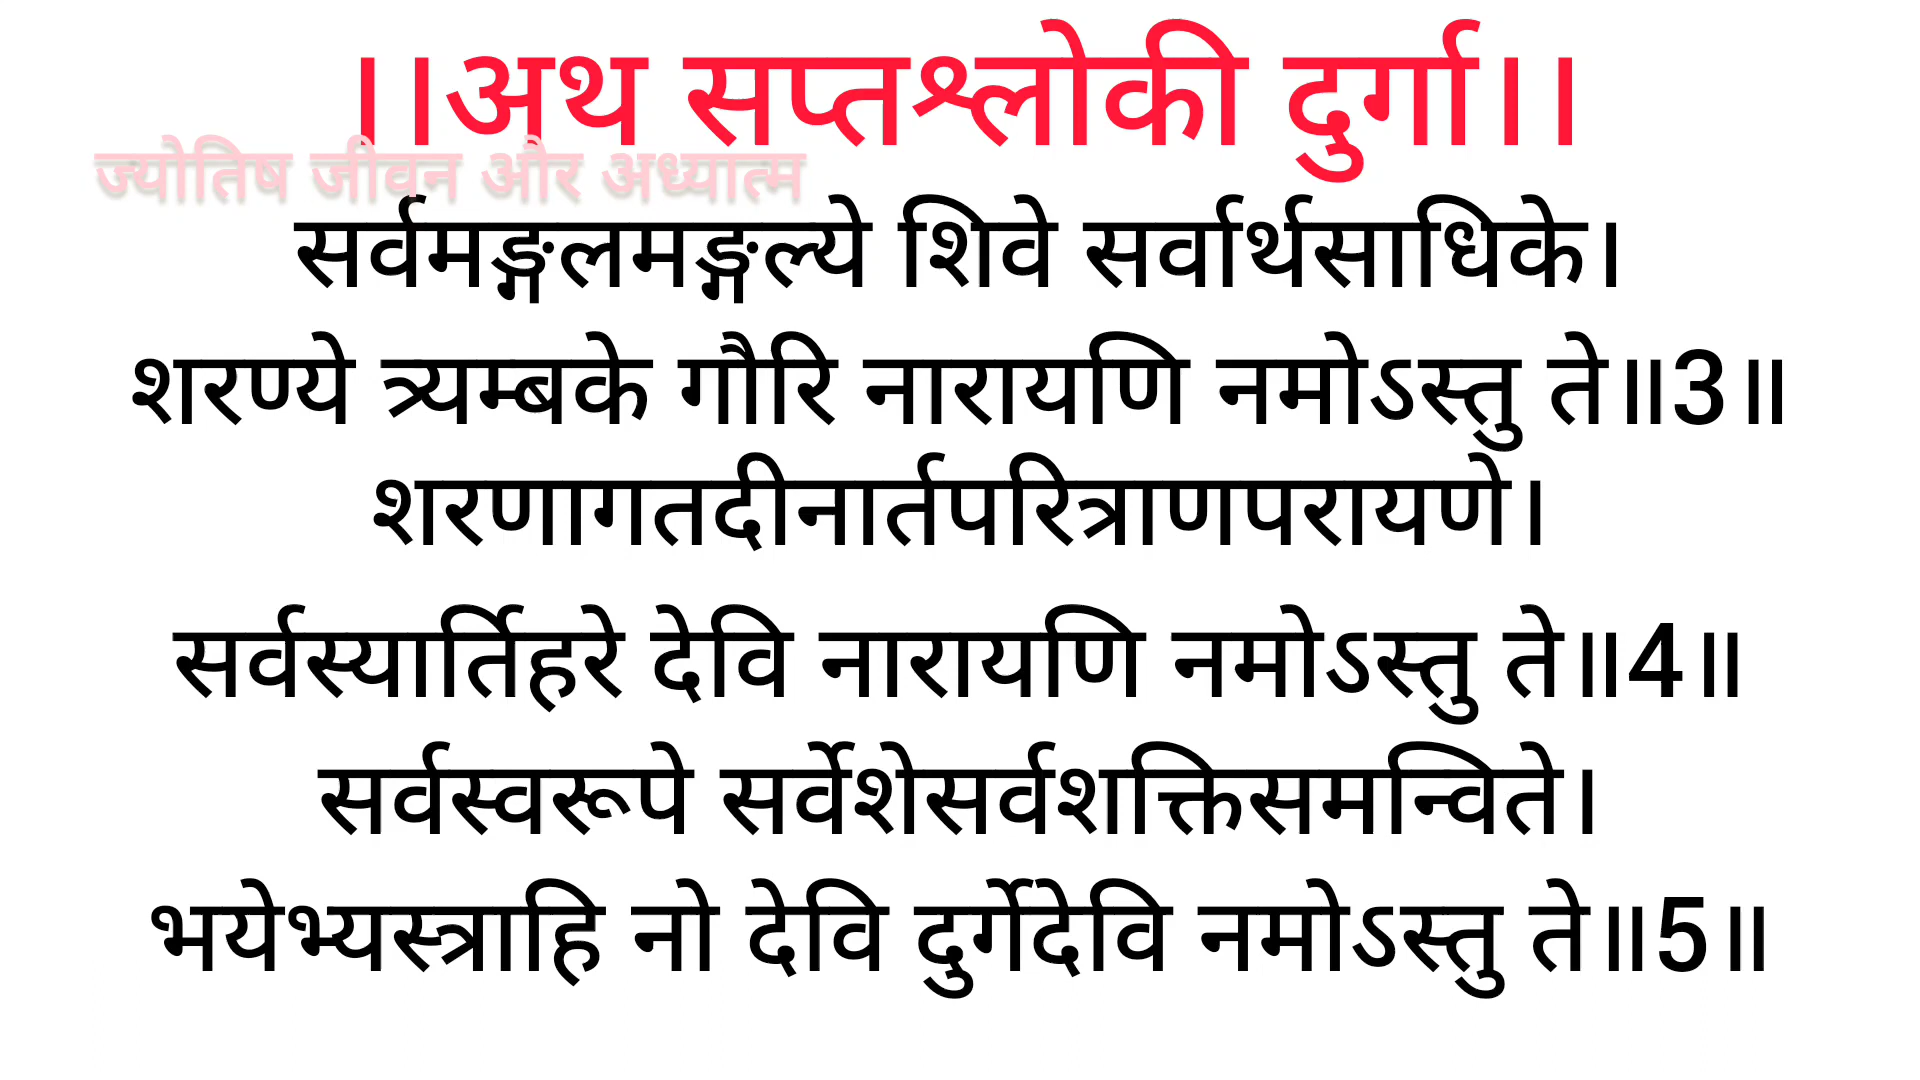 ।।अथ सप्तश्लोकी दुर्गा।।
ज्योतिष जीवन और अध्यात्म
सर्वमङ्गलमङ्गल्ये शिवे सर्वार्थसाधिके।
शरण्ये त्र्यम्बके गौरि नारायणि नमोऽस्तु ते॥3॥
शरणागतदीनार्तपरित्राणपरायणे।
सर्वस्यार्तिहरे देवि नारायणि नमोऽस्तु ते॥4॥
सर्वस्वरूपे सर्वेशेसर्वशक्तिसमन्विते।
भयेभ्यस्त्राहि नो देवि दुर्गेदेवि नमोऽस्तु ते॥5॥